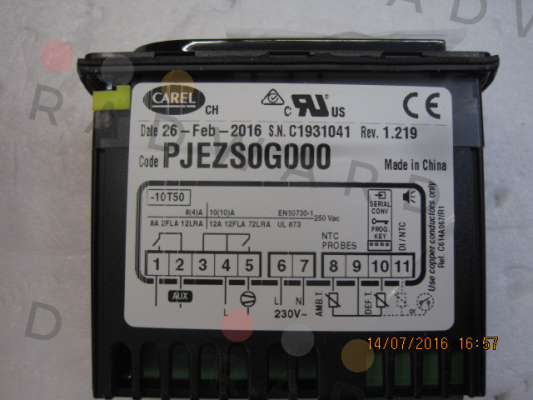 CAREL CH C UR US CE
Date 26-Feb-2016 S.N. C1931041 Rev. 1.219
Code PJEZS0G000 Made in China
-10T50
8(4)A 10(10)A EN60730-1 250 Vac
8A 2FLA 12LRA 12A 12FLA 72LRA UL 873
NTC PROBES
SERIAL CONV
PROG. KEY
DI / NTC
1 2 3 4 5 6 7 8 9 10 11
AUX
L L N
230V~
AMB.T.
DEF.T.
or
Use copper conductors only
14/07/2016 16:57